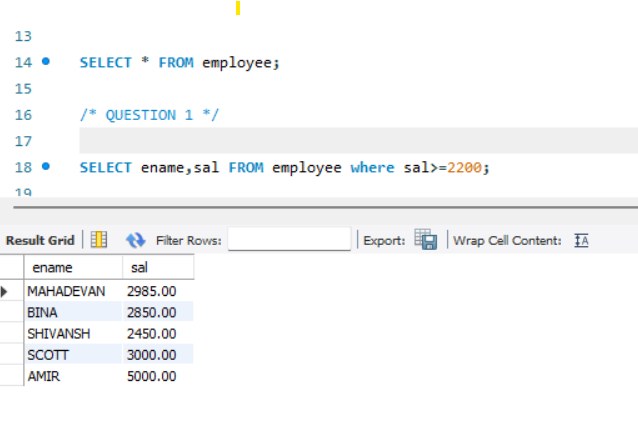 13
14 SELECT * FROM employee;
15
16 /* QUESTION 1 */
17
18 SELECT ename,sal FROM employee where sal>=2200;
19
Result Grid Filter Rows: Export: Wrap Cell Content: IA
ename sal
MAHADEVAN 2985.00
BINA 2850.00
SHIVANSH 2450.00
SCOTT 3000.00
AMIR 5000.00